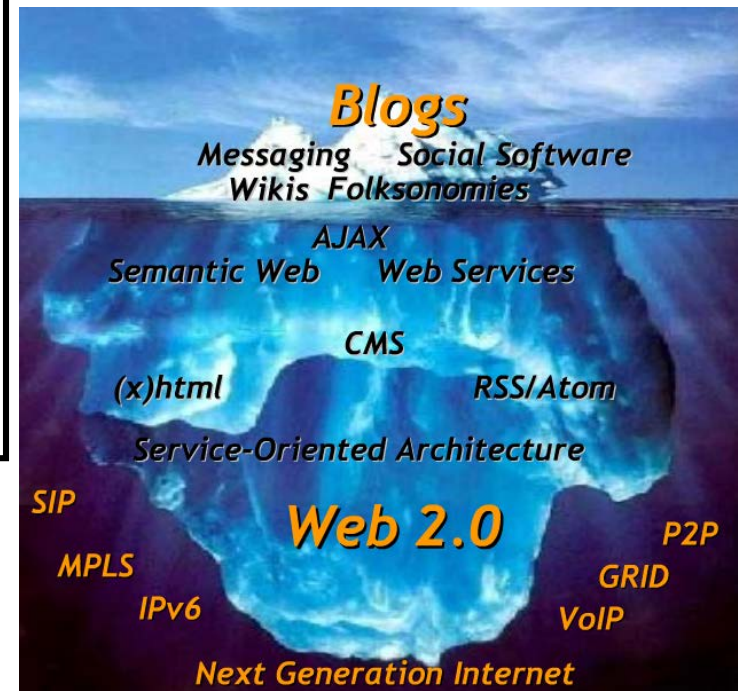 Blogs
Messaging Social Software
Wikis Folksonomies
AJAX
Semantic Web Web Services
CMS
(x)html RSS/Atom
Service-Oriented Architecture
SIP
Web 2.0
P2P
MPLS
GRID
IPv6
VoIP
Next Generation Internet